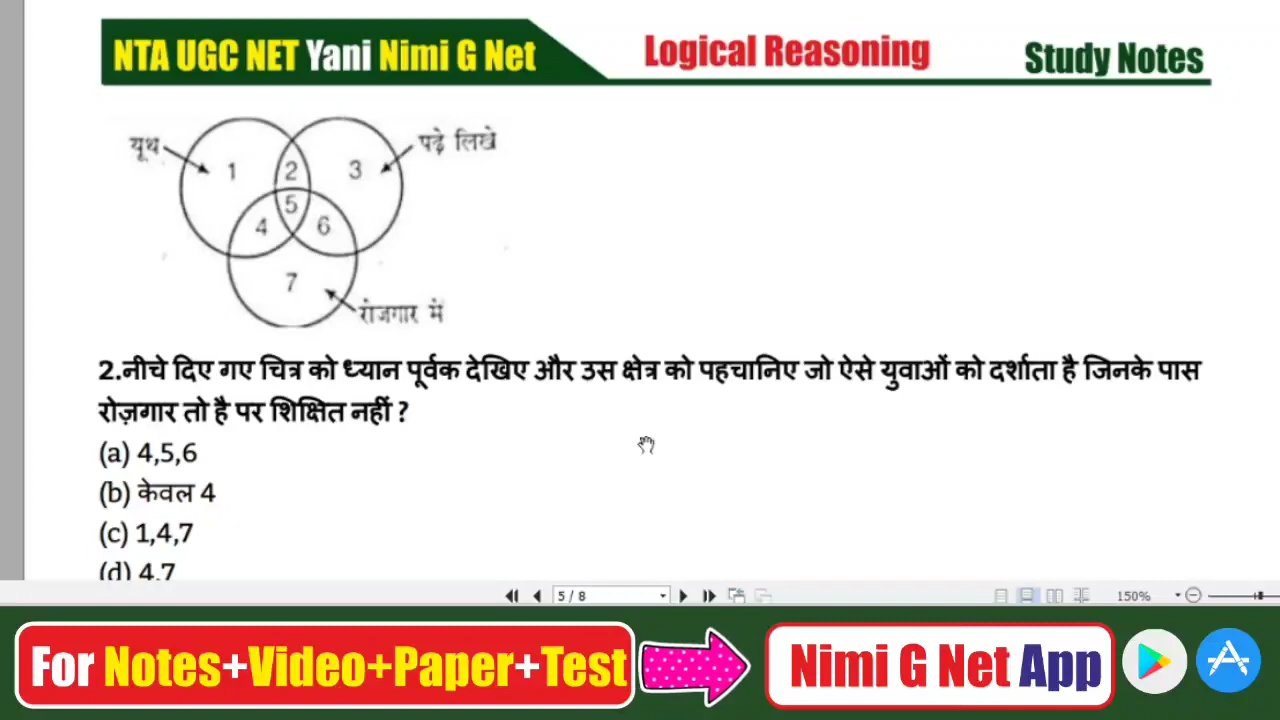 NTA UGC NET Yani Nimi G Net
Logical Reasoning
Study Notes
यूथ
पढ़े लिखे
1
2
3
5
4
6
7
रोजगार में
2.नीचे दिए गए चित्र को ध्यान पूर्वक देखिए और उस क्षेत्र को पहचानिए जो ऐसे युवाओं को दर्शाता है जिनके पास
रोज़गार तो है पर शिक्षित नहीं ?
(a) 4,5,6
(b) केवल 4
(c) 1,4,7
(d) 4,7
5 / 8
150%
For Notes+Video+Paper+Test
Nimi G Net App